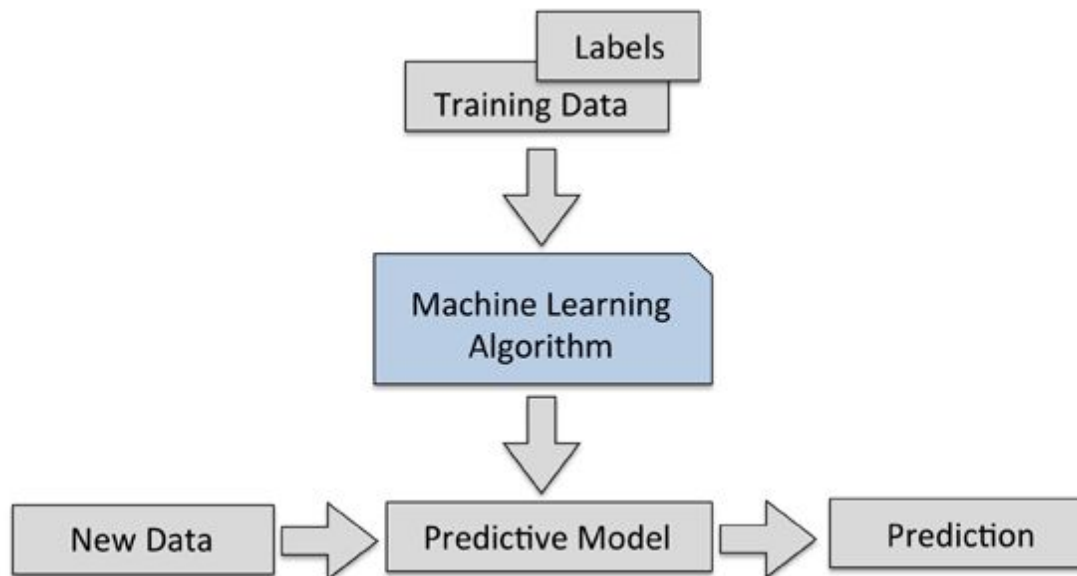 Labels
Training Data
Machine Learning
Algorithm
New Data
Predictive Model
Prediction